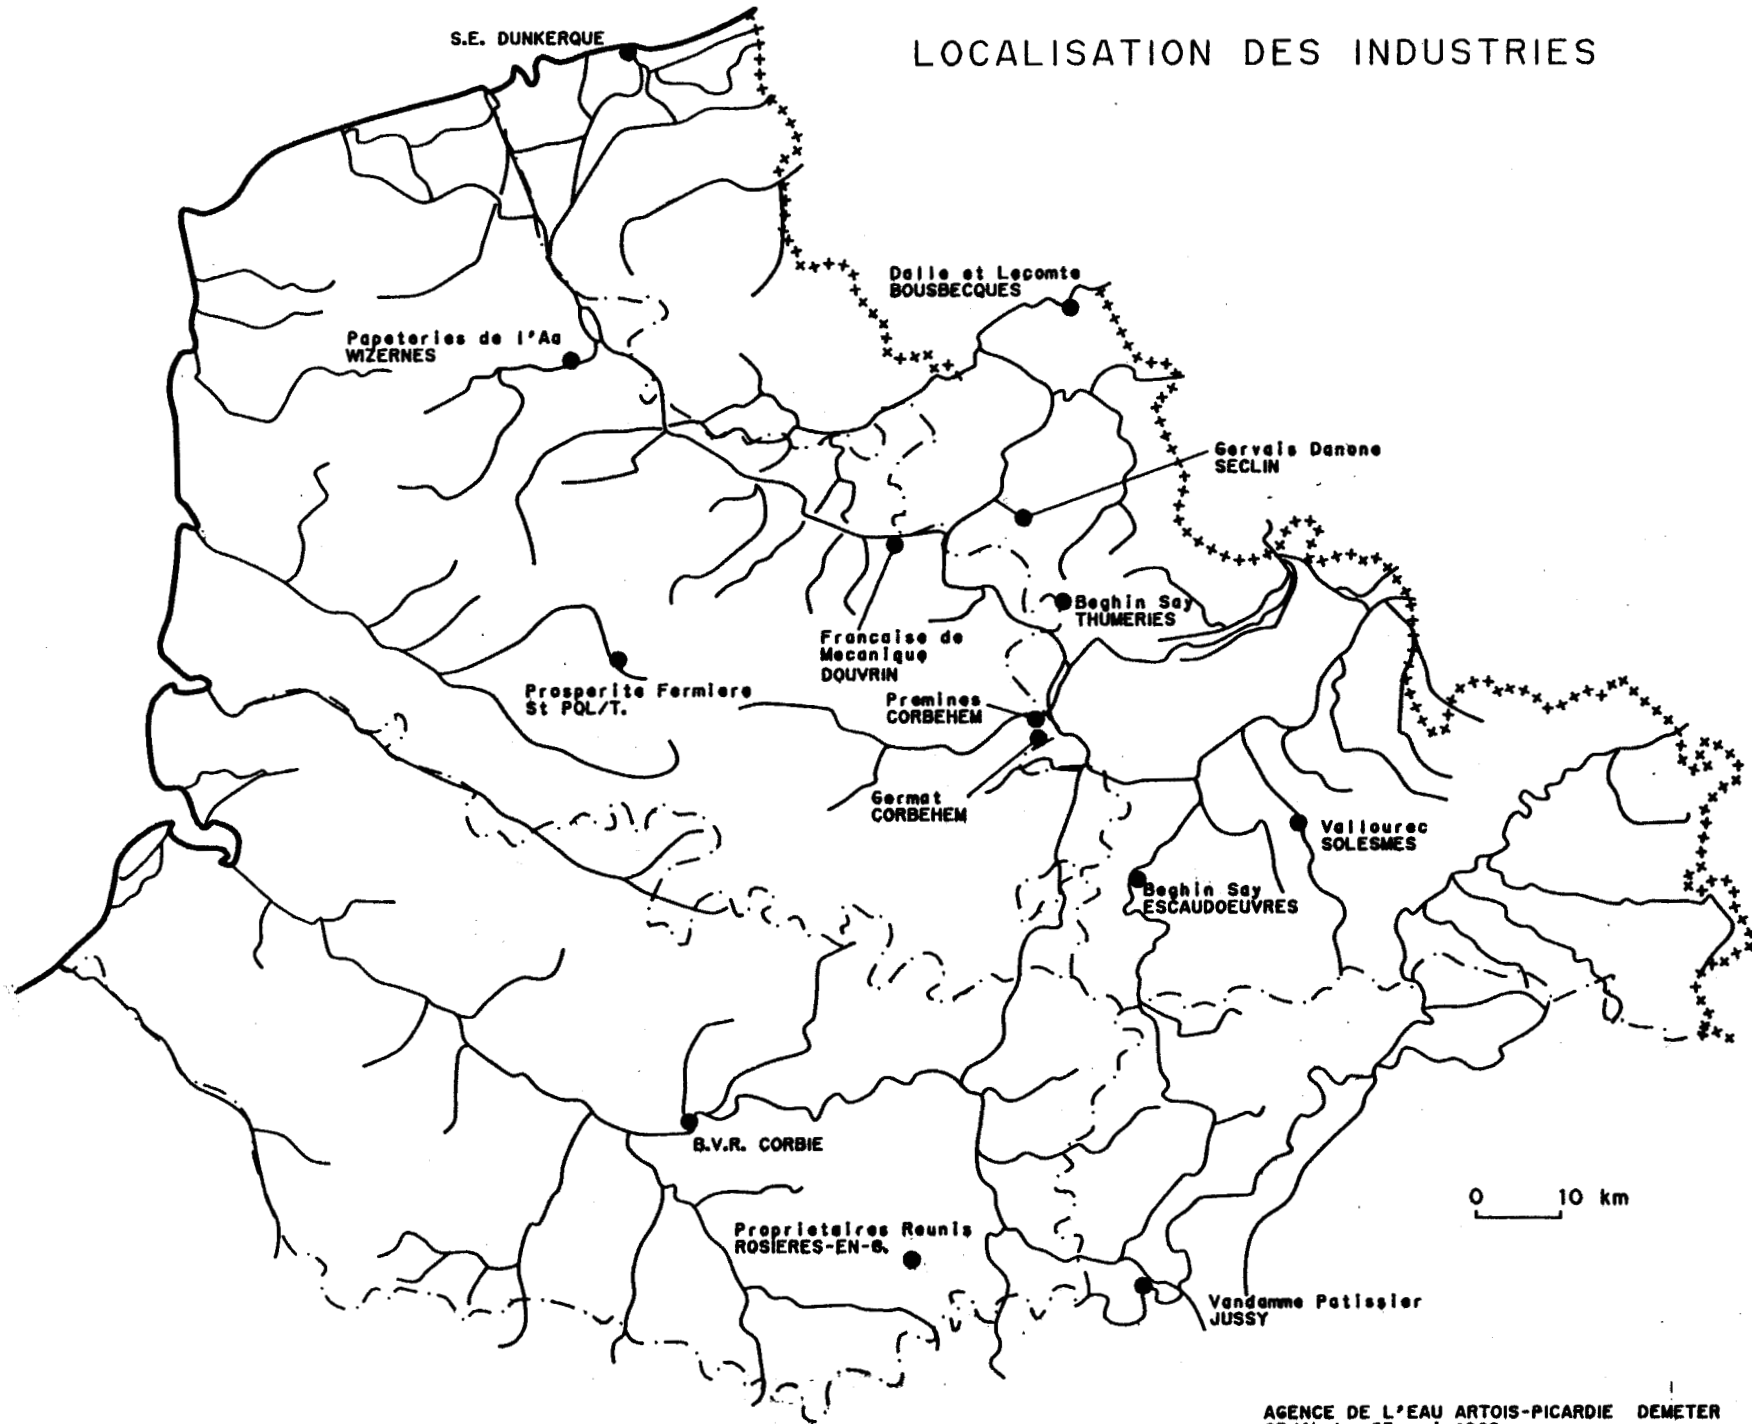 LOCALISATION DES INDUSTRIES
S.E. DUNKERQUE
Dalle et Lecomte
BOUSBECQUES
Papeteries de l'Aa
WIZERNES
Gervais Danone
SECLIN
Beghin Say
THUMERIES
Francaise de
Mecanique
DOUVRIN
Prosperite Fermiere
St POL/T.
Premines
CORBEHEM
Germat
CORBEHEM
Vallourec
SOLESMES
Beghin Say
ESCAUDOEUVRES
B.V.R. CORBIE
0 10 km
Proprietaires Reunis
ROSIERES-EN-S.
Vandamme Patissier
JUSSY
AGENCE DE L'EAU ARTOIS-PICARDIE DEMETER